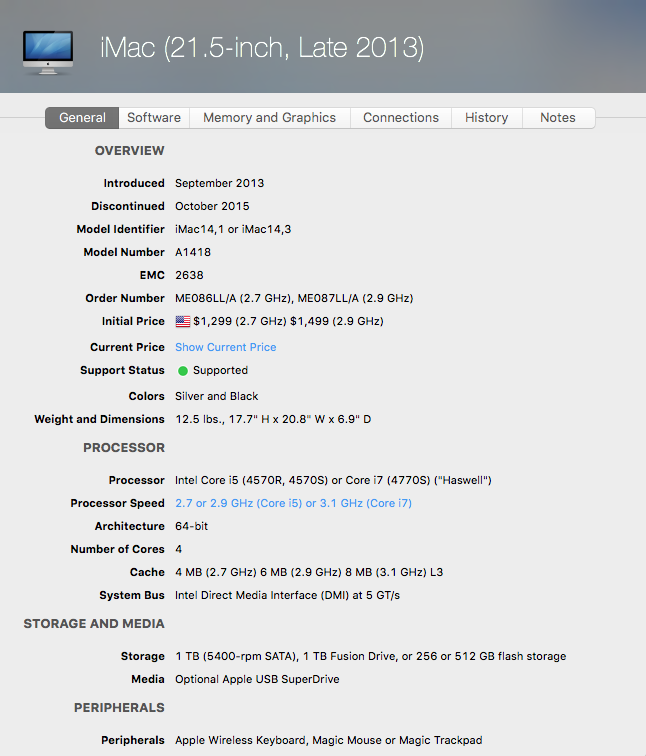 iMac (21.5-inch, Late 2013)
General Software Memory and Graphics Connections History Notes
OVERVIEW
Introduced September 2013
Discontinued October 2015
Model Identifier iMac14,1 or iMac14,3
Model Number A1418
EMC 2638
Order Number ME086LL/A (2.7 GHz), ME087LL/A (2.9 GHz)
Initial Price $1,299 (2.7 GHz) $1,499 (2.9 GHz)
Current Price Show Current Price
Support Status Supported
Colors Silver and Black
Weight and Dimensions 12.5 lbs., 17.7" H x 20.8" W x 6.9" D
PROCESSOR
Processor Intel Core i5 (4570R, 4570S) or Core i7 (4770S) ("Haswell")
Processor Speed 2.7 or 2.9 GHz (Core i5) or 3.1 GHz (Core i7)
Architecture 64-bit
Number of Cores 4
Cache 4 MB (2.7 GHz) 6 MB (2.9 GHz) 8 MB (3.1 GHz) L3
System Bus Intel Direct Media Interface (DMI) at 5 GT/s
STORAGE AND MEDIA
Storage 1 TB (5400-rpm SATA), 1 TB Fusion Drive, or 256 or 512 GB flash storage
Media Optional Apple USB SuperDrive
PERIPHERALS
Peripherals Apple Wireless Keyboard, Magic Mouse or Magic Trackpad